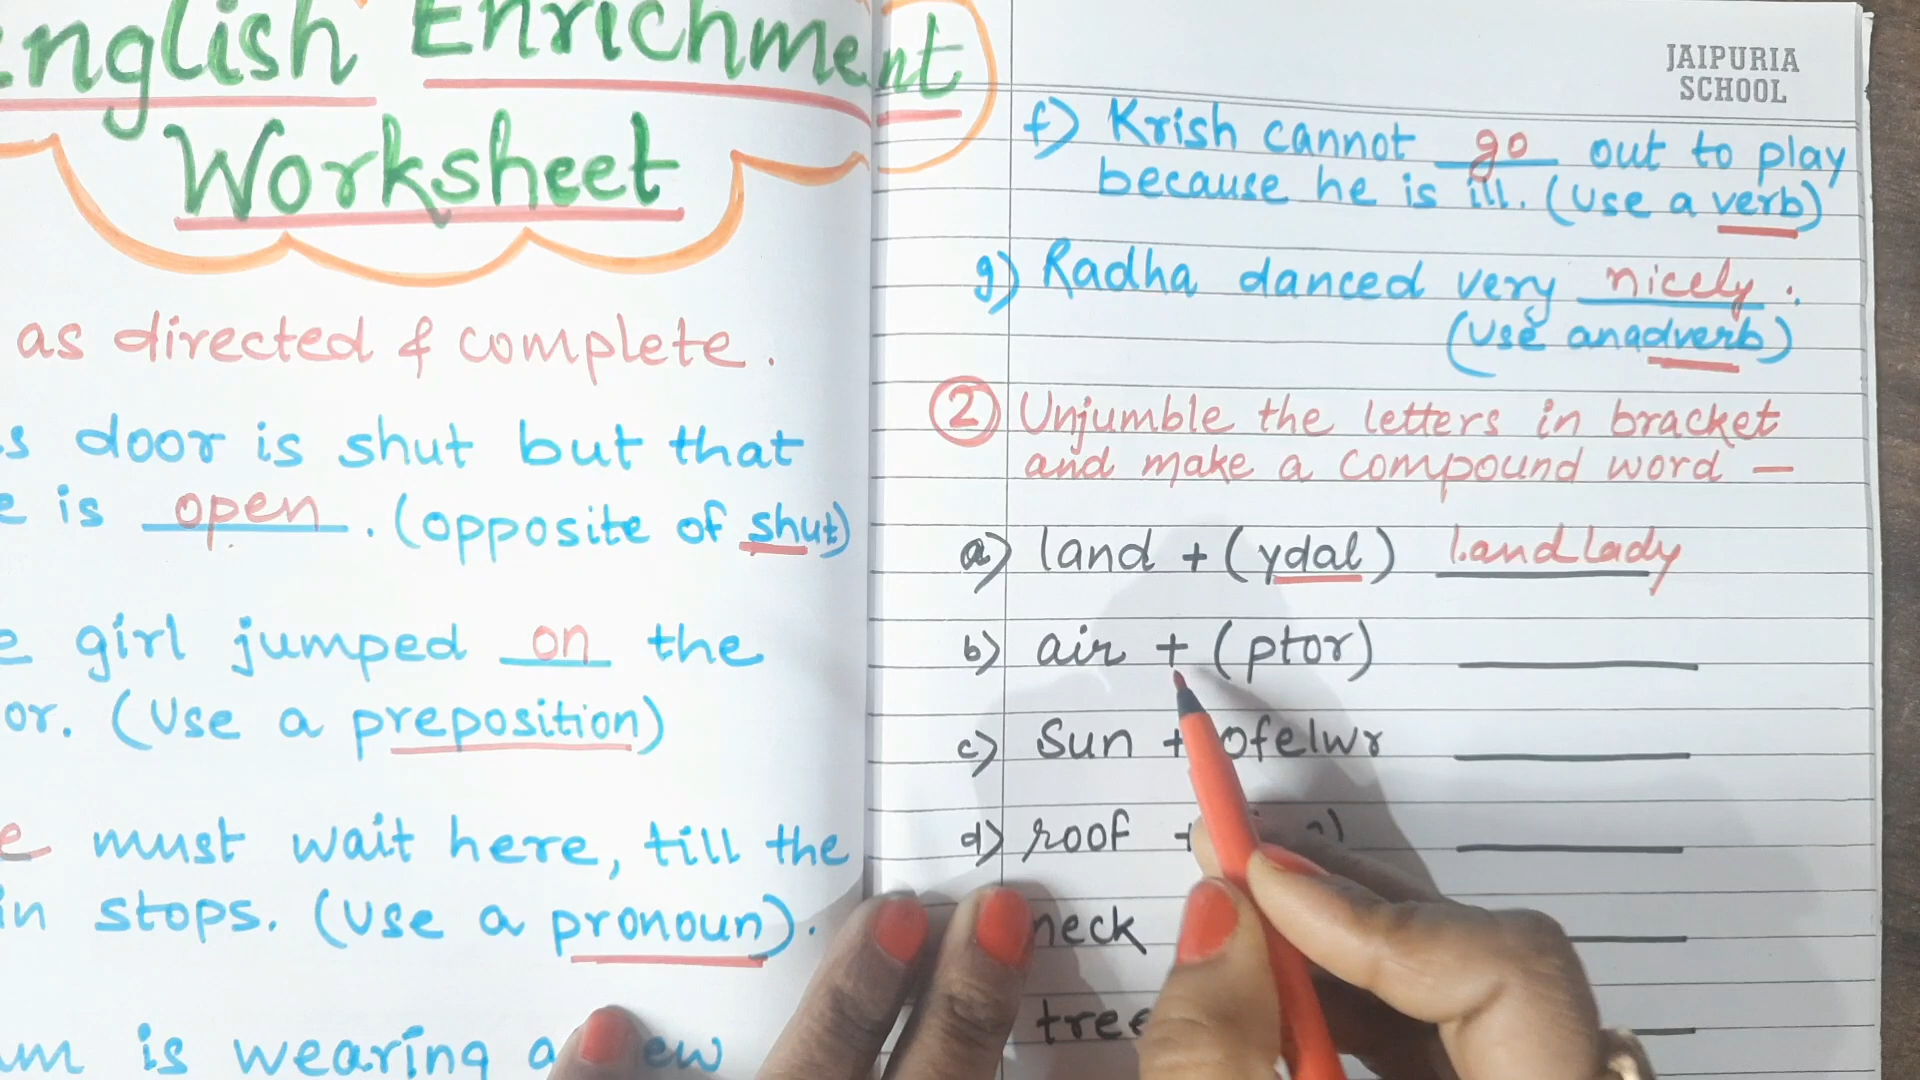 English Enrichment
Worksheet
as directed & complete.
door is shut but that
is open. (opposite of shut)
girl jumped on the
or. (Use a preposition)
must wait here, till the
in stops. (Use a pronoun).
is wearing a
JAIPURIA
SCHOOL
f) Krish cannot go out to play
because he is ill. (Use a verb)
g) Radha danced very nicely.
(Use an adverb)
2 Unjumble the letters in bracket
and make a compound word —
a) land + (ydal) Landlady
b) air + (ptor)
c) Sun + ofelwr
d) roof +
neck
tree